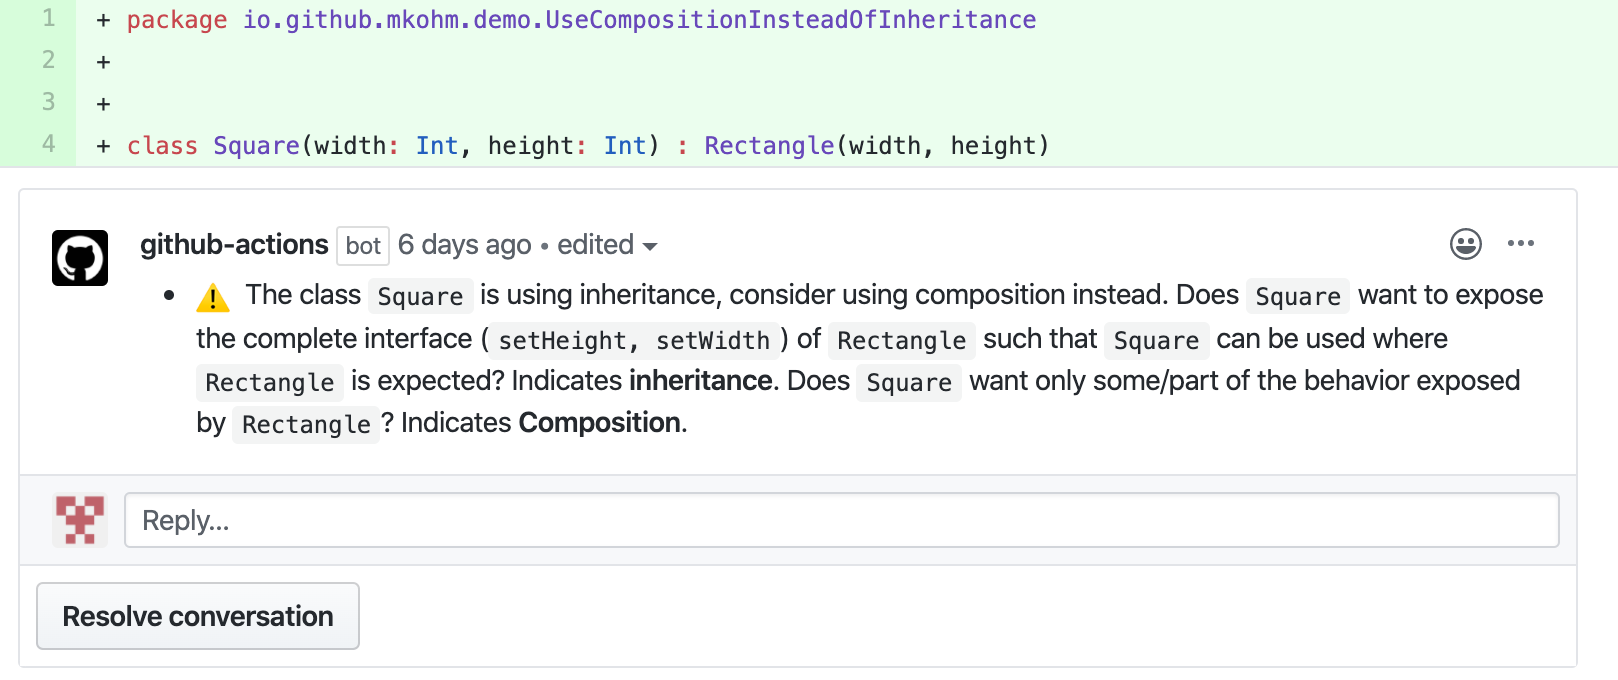 1 + package io.github.mkohm.demo.UseCompositionInsteadOfInheritance
2 +
3 +
4 + class Square(width: Int, height: Int) : Rectangle(width, height)
github-actions bot 6 days ago • edited
• ⚠️ The class Square is using inheritance, consider using composition instead. Does Square want to expose
the complete interface (setHeight, setWidth) of Rectangle such that Square can be used where
Rectangle is expected? Indicates inheritance. Does Square want only some/part of the behavior exposed
by Rectangle? Indicates Composition.
Reply...
Resolve conversation